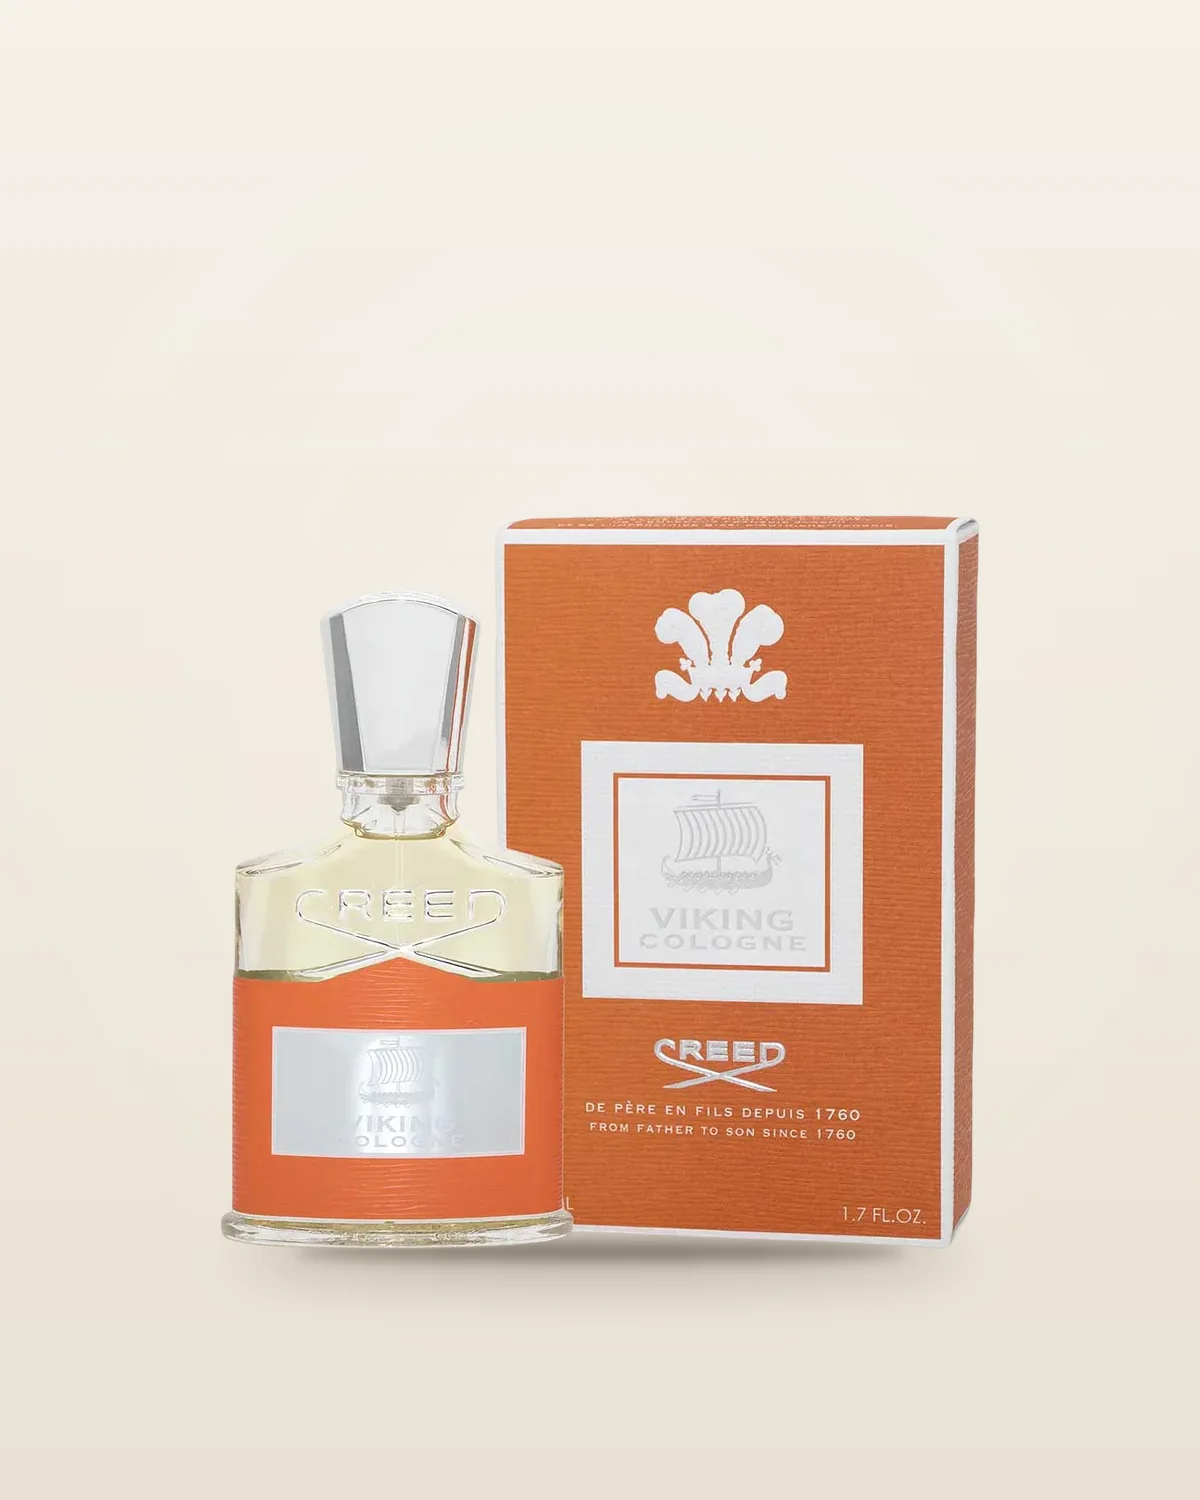 VIKING
COLOGNE
CREED
DE PÈRE EN FILS DEPUIS 1760
FROM FATHER TO SON SINCE 1760
1.7 FL.OZ.
CREED
VIKING
COLOGNE